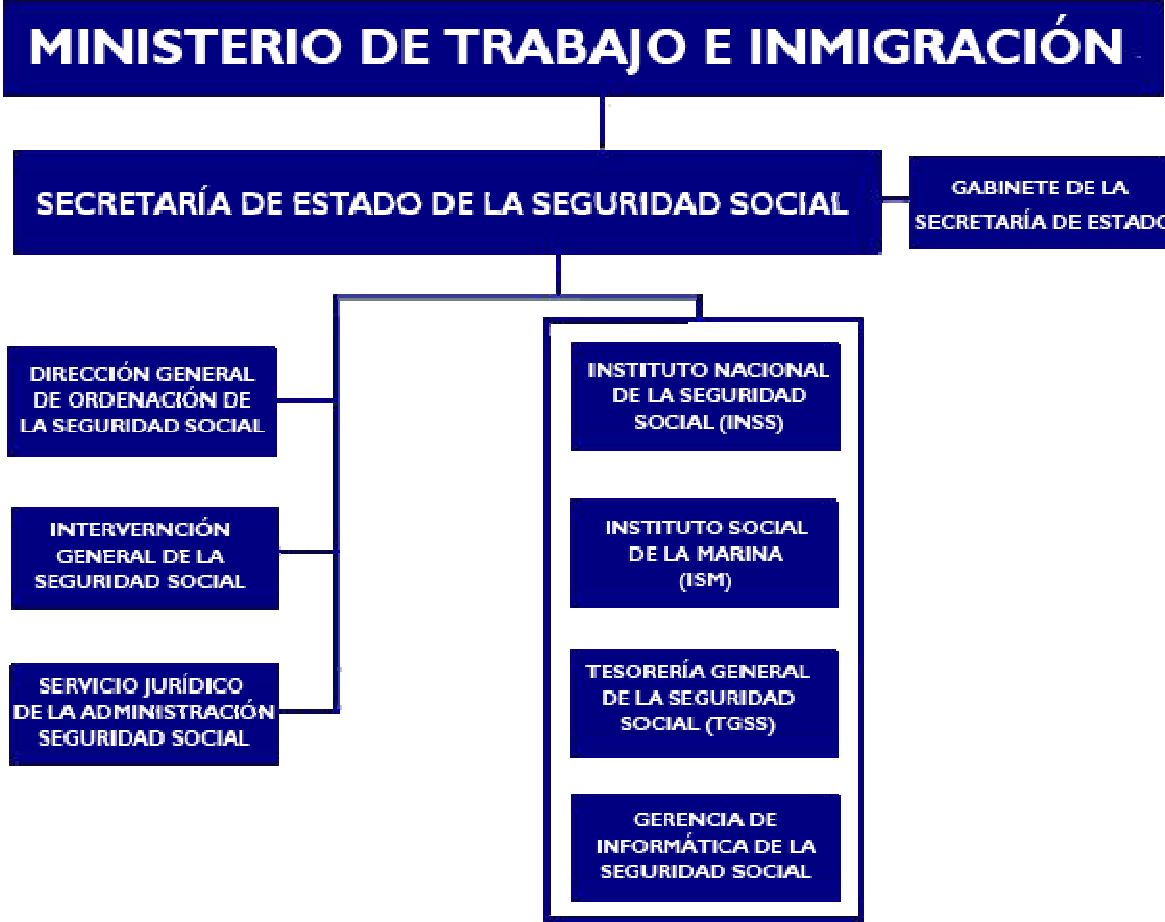 MINISTERIO DE TRABAJO E INMIGRACIÓN
SECRETARÍA DE ESTADO DE LA SEGURIDAD SOCIAL
GABINETE DE LA
SECRETARÍA DE ESTADO
DIRECCIÓN GENERAL
DE ORDENACIÓN DE
LA SEGURIDAD SOCIAL
INTERVERNCIÓN
GENERAL DE LA
SEGURIDAD SOCIAL
SERVICIO JURÍDICO
DE LA ADMINISTRACIÓN
SEGURIDAD SOCIAL
INSTITUTO NACIONAL
DE LA SEGURIDAD
SOCIAL (INSS)
INSTITUTO SOCIAL
DE LA MARINA
(ISM)
TESORERÍA GENERAL
DE LA SEGURIDAD
SOCIAL (TGSS)
GERENCIA DE
INFORMÁTICA DE LA
SEGURIDAD SOCIAL